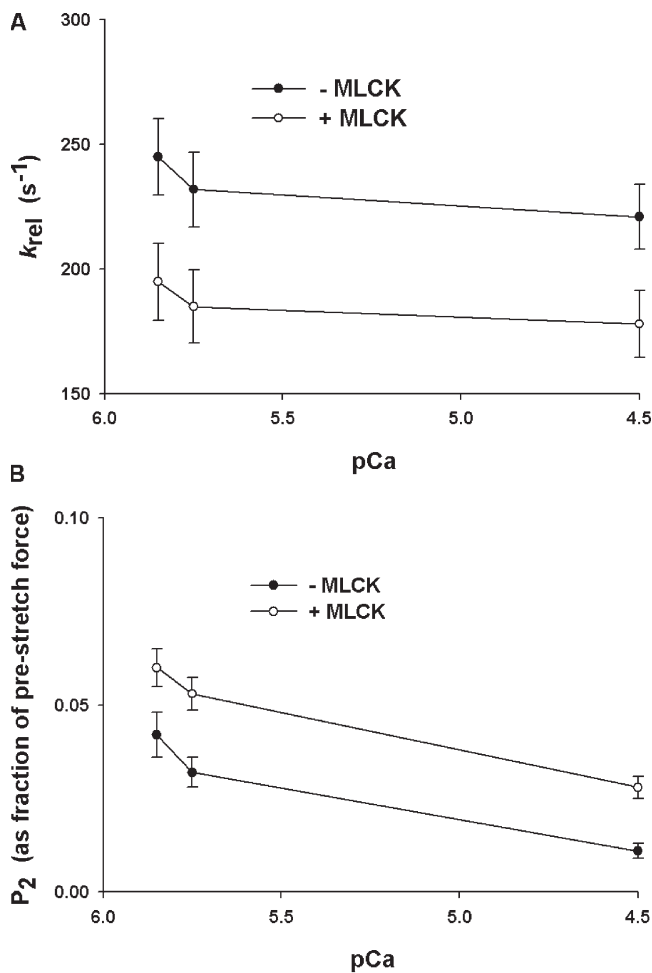 A
300
250
200
150
k rel (s-1)
- MLCK
+ MLCK
6.0 5.5 5.0 4.5
pCa
B
0.10
0.05
0.00
P2 (as fraction of pre-stretch force)
- MLCK
+ MLCK
6.0 5.5 5.0 4.5
pCa